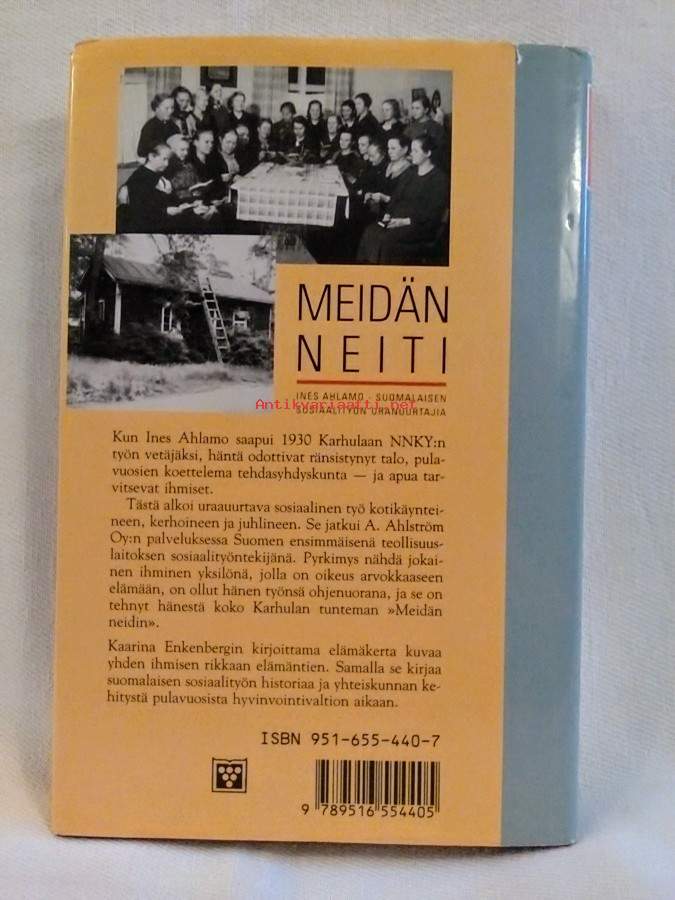 MEIDÄN
NEITI
INES AHLAMO · SUOMALAISEN
Antikvariaatti.net
SOSIAALITYÖN URANUURTAJIA
Kun Ines Ahlamo saapui 1930 Karhulaan NNKY:n
työn vetäjäksi, häntä odottivat ränsistynyt talo, pula-
vuosien koettelema tehdasyhdyskunta — ja apua tar-
vitsevat ihmiset.
Tästä alkoi uraauurtava sosiaalinen työ kotikäyntei-
neen, kerhoineen ja juhlineen. Se jatkui A. Ahlström
Oy:n palveluksessa Suomen ensimmäisenä teollisuus-
laitoksen sosiaalityöntekijänä. Pyrkimys nähdä jokai-
nen ihminen yksilönä, jolla on oikeus arvokkaaseen
elämään, on ollut hänen työnsä ohjenuorana, ja se on
tehnyt hänestä koko Karhulan tunteman »Meidän
neidin».
Kaarina Enkenbergin kirjoittama elämäkerta kuvaa
yhden ihmisen rikkaan elämäntien. Samalla se kirjaa
suomalaisen sosiaalityön historiaa ja yhteiskunnan ke-
hitystä pulavuosista hyvinvointivaltion aikaan.
ISBN 951-655-440-7
9 789516 554405